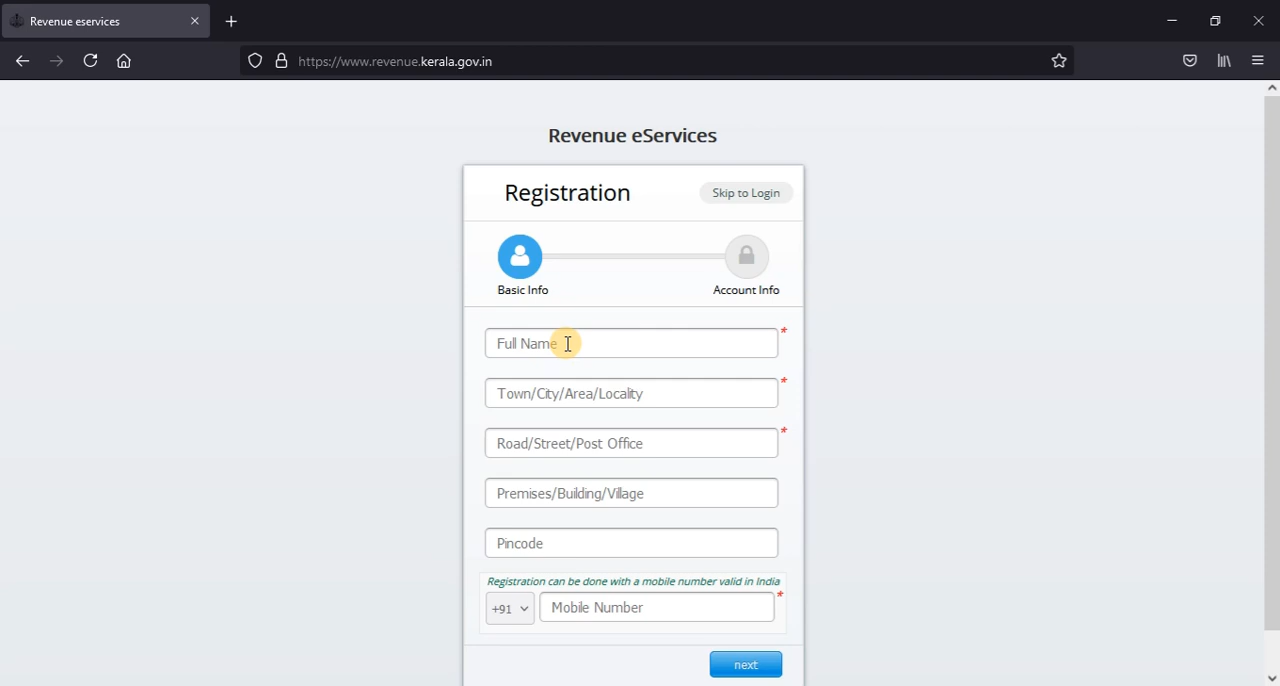 Revenue eservices
https://www.revenue.kerala.gov.in
Revenue eServices
Registration
Skip to Login
Basic Info
Account Info
Full Name
*
Town/City/Area/Locality
*
Road/Street/Post Office
*
Premises/Building/Village
Pincode
Registration can be done with a mobile number valid in India
+91
Mobile Number
*
next